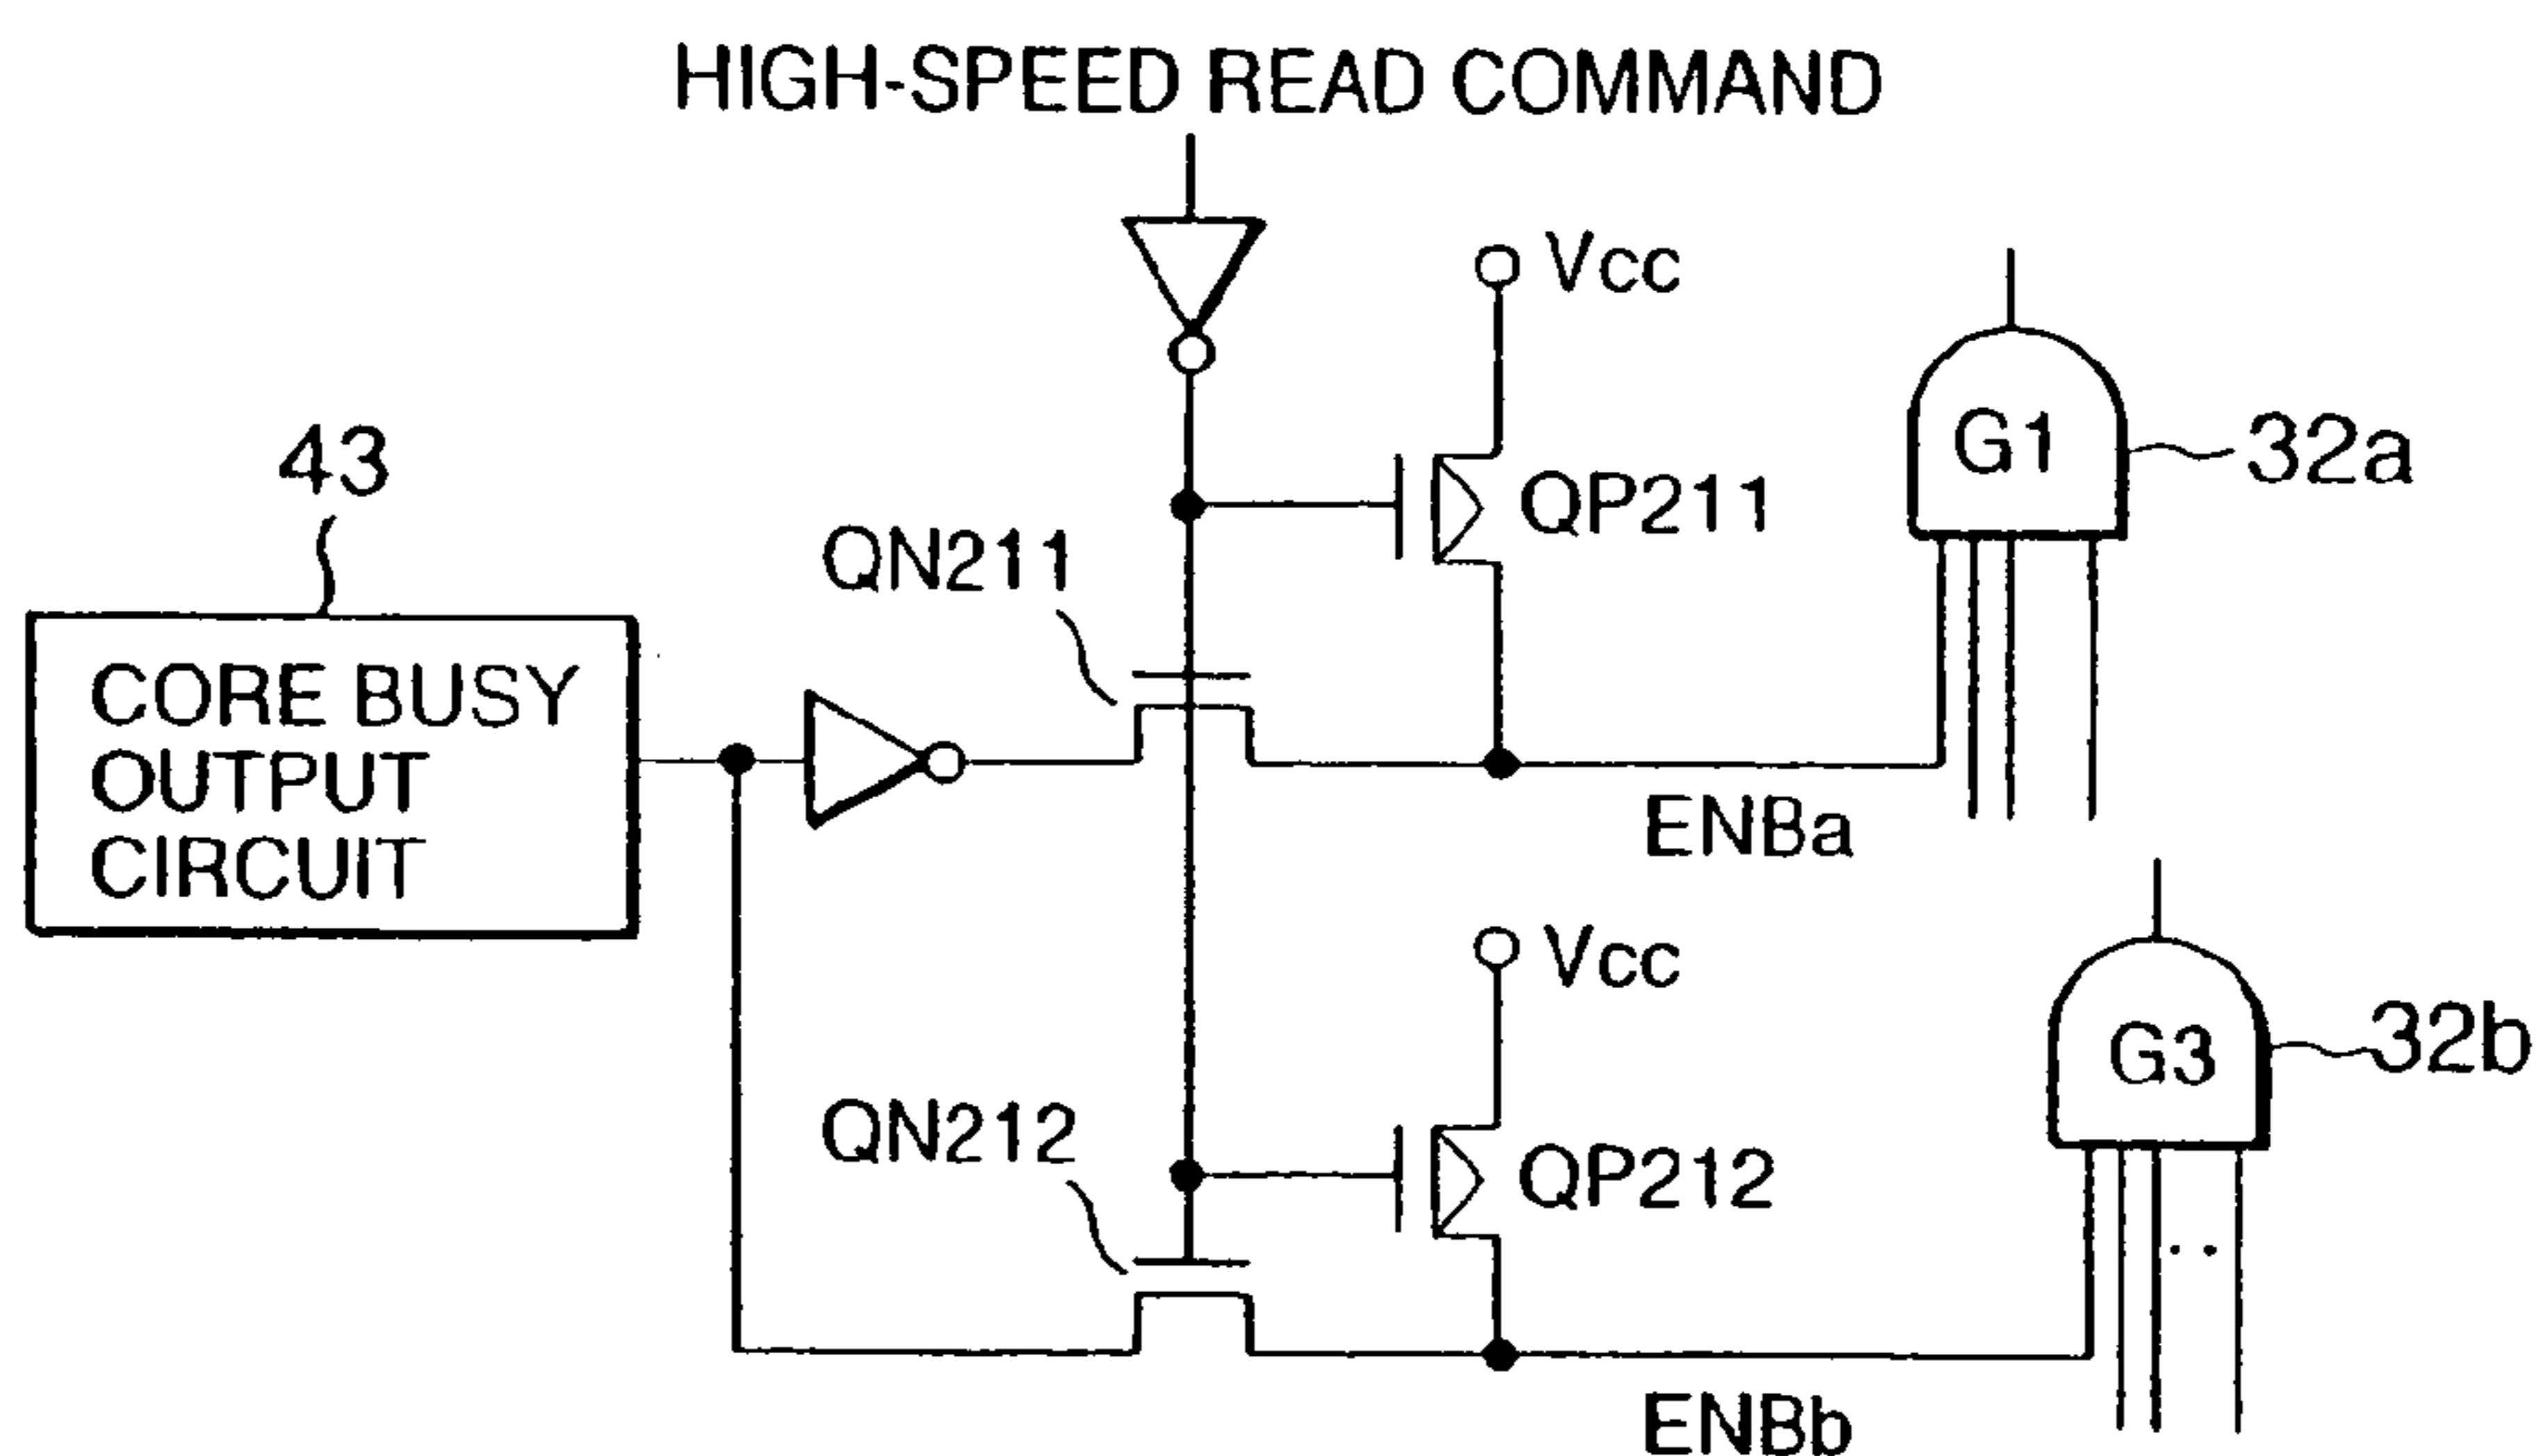 HIGH-SPEED READ COMMAND
Vcc
G1
32a
43
QP211
QN211
CORE BUSY
OUTPUT
CIRCUIT
ENBa
Vcc
G3
32b
QN212
QP212
ENBb